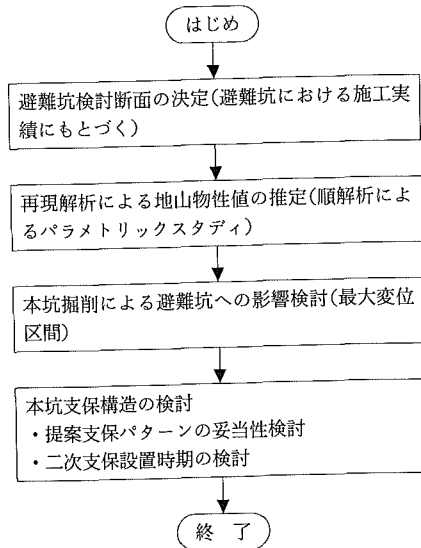 はじめ
避難坑検討断面の決定(避難坑における施工実
績にもとづく)
再現解析による地山物性値の推定(順解析によ
るパラメトリックスタディ)
本坑掘削による避難坑への影響検討(最大変位
区間)
本坑支保構造の検討
・提案支保パターンの妥当性検討
・二次支保設置時期の検討
終　了